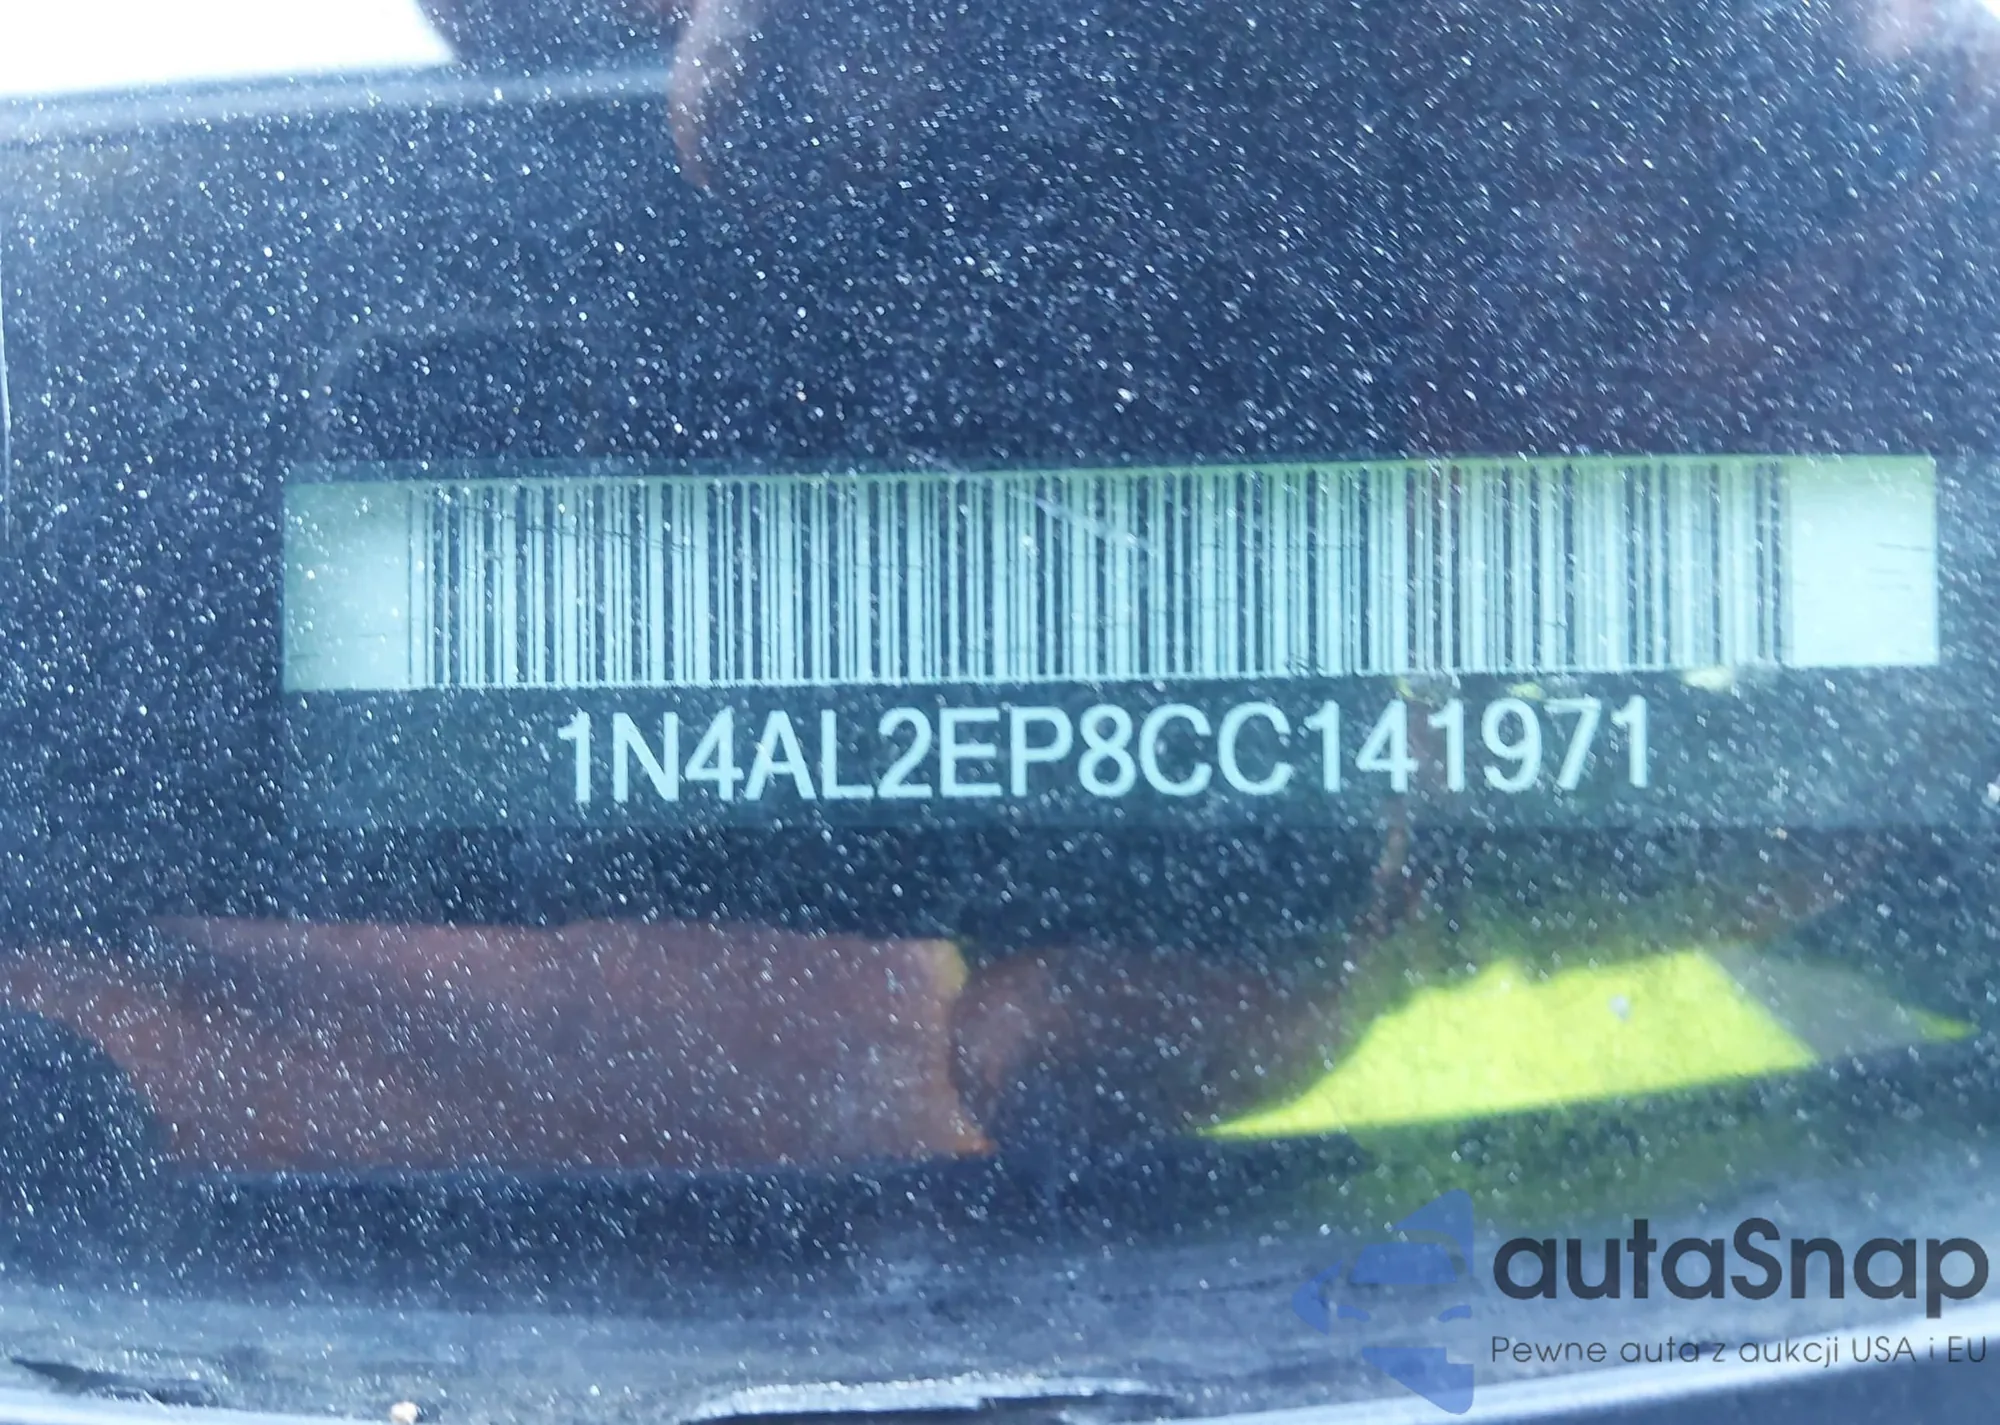 1N4AL2EP8CC141971
autaSnap
Pewne auta z aukcji USA i EU